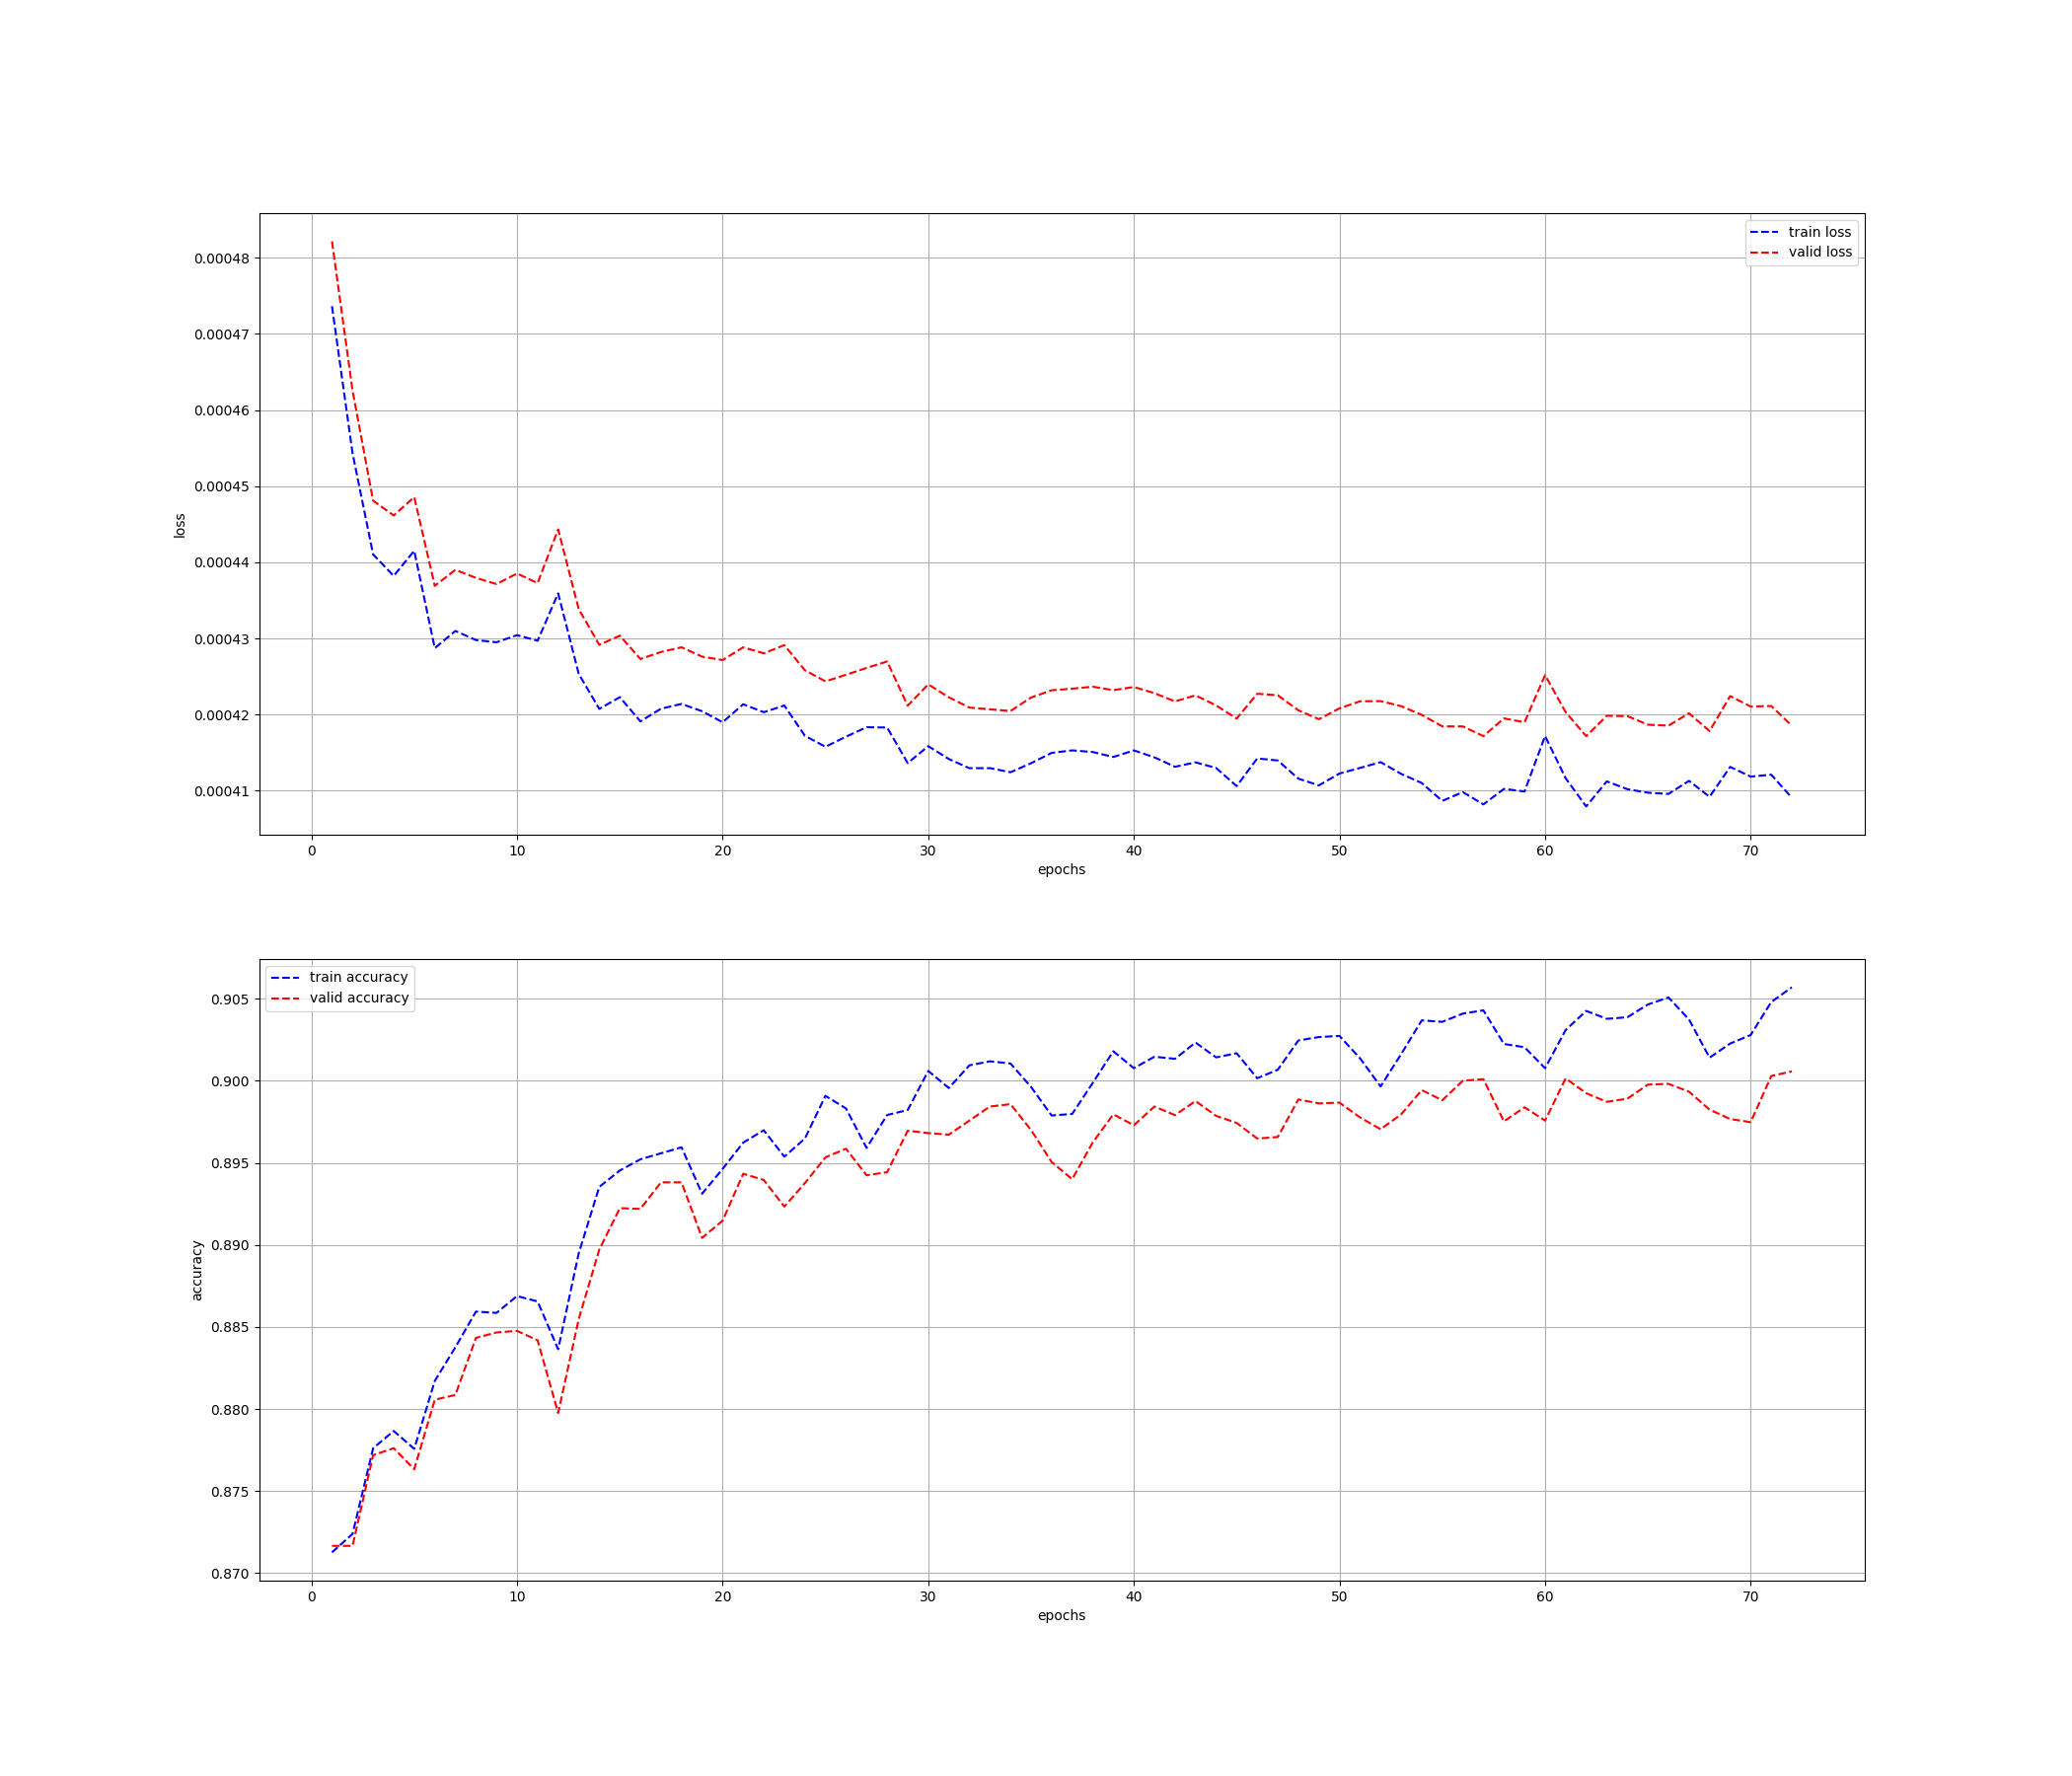 train loss
valid loss
0.00048
0.00047
0.00046
0.00045
0.00044
0.00043
0.00042
0.00041
loss
0 10 20 30 40 50 60 70
epochs
train accuracy
valid accuracy
0.905
0.900
0.895
0.890
0.885
0.880
0.875
0.870
accuracy
0 10 20 30 40 50 60 70
epochs